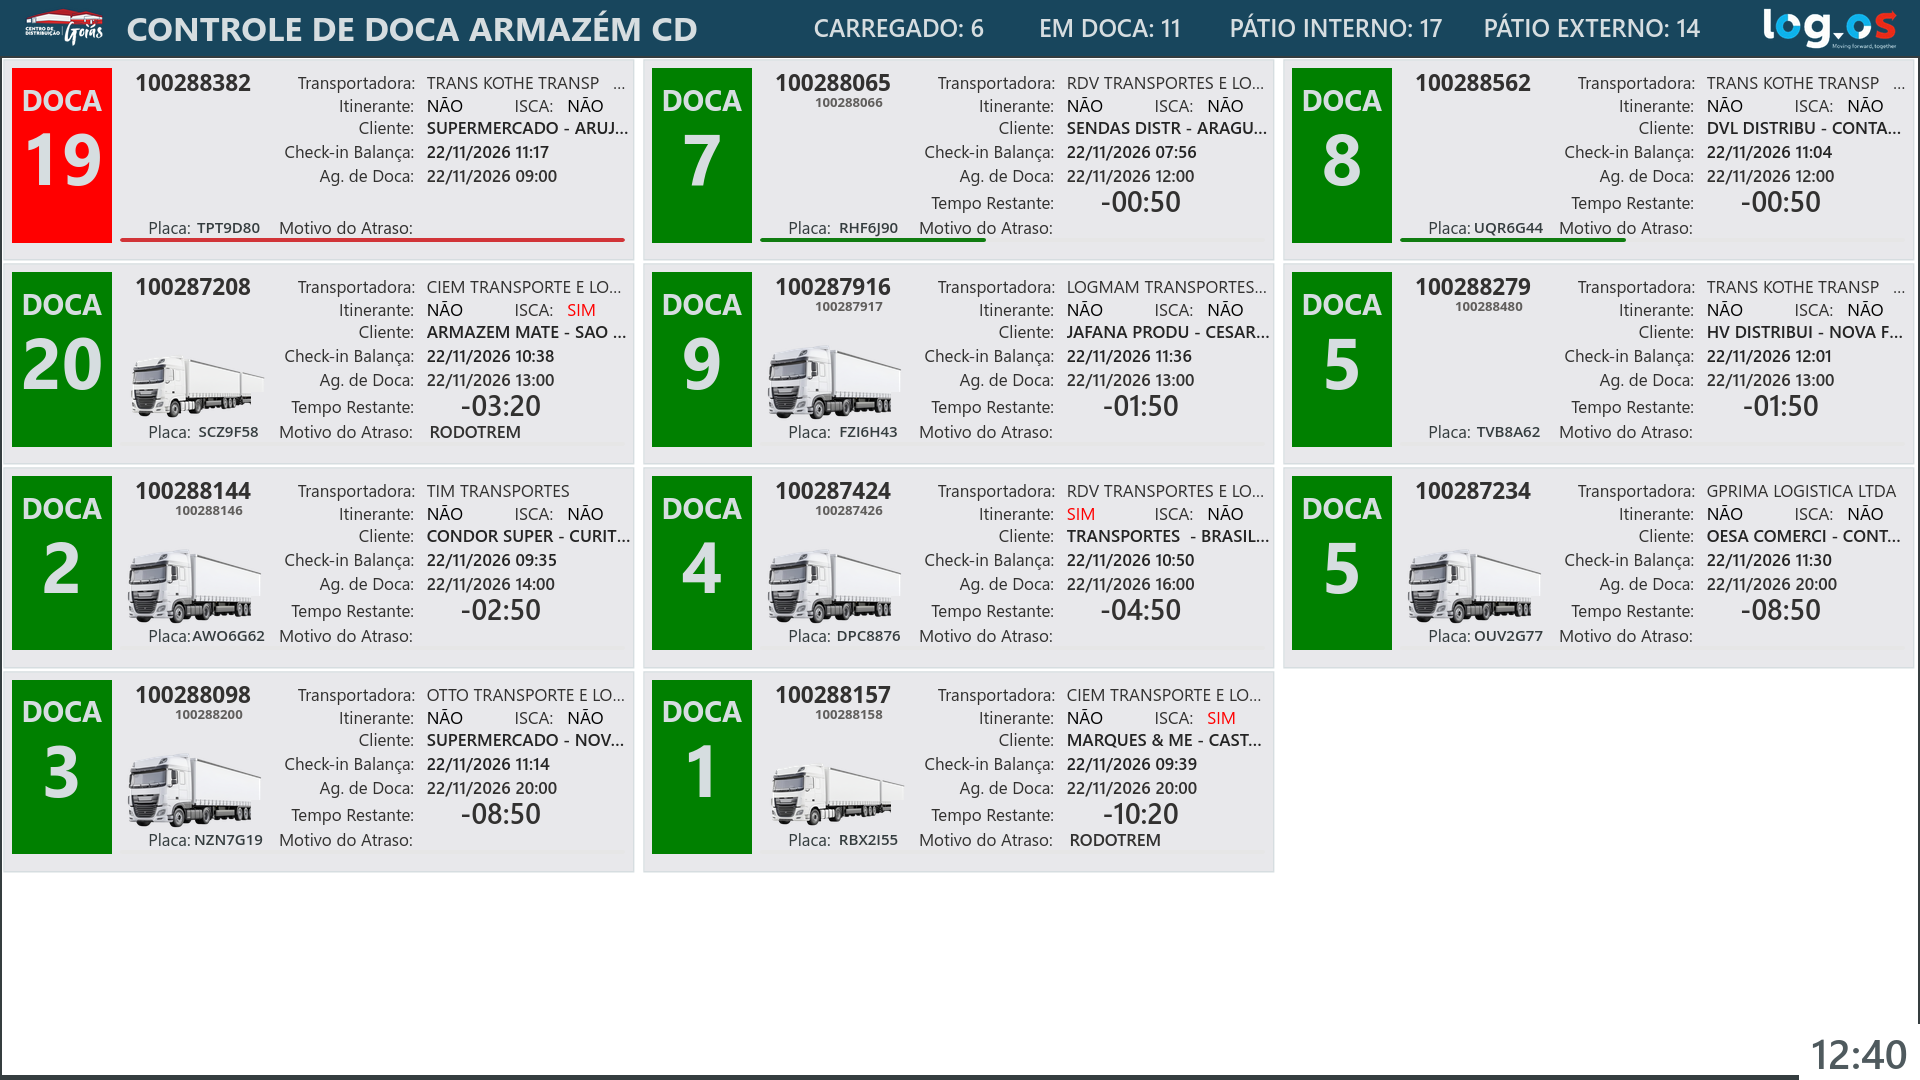 CENTRO DE DISTRIBUIÇÃO Goiás
CONTROLE DE DOCA ARMAZÉM CD
CARREGADO: 6
EM DOCA: 11
PÁTIO INTERNO: 17
PÁTIO EXTERNO: 14
log.os
Moving forward, together
DOCA
19
100288382
Transportadora: TRANS KOTHE TRANSP ...
Itinerante: NÃO ISCA: NÃO
Cliente: SUPERMERCADO - ARUJ...
Check-in Balança: 22/11/2026 11:17
Ag. de Doca: 22/11/2026 09:00
Placa: TPT9D80 Motivo do Atraso:
DOCA
7
100288065
100288066
Transportadora: RDV TRANSPORTES E LO...
Itinerante: NÃO ISCA: NÃO
Cliente: SENDAS DISTR - ARAGU...
Check-in Balança: 22/11/2026 07:56
Ag. de Doca: 22/11/2026 12:00
Tempo Restante: -00:50
Placa: RHF6J90 Motivo do Atraso:
DOCA
8
100288562
Transportadora: TRANS KOTHE TRANSP ...
Itinerante: NÃO ISCA: NÃO
Cliente: DVL DISTRIBU - CONTA...
Check-in Balança: 22/11/2026 11:04
Ag. de Doca: 22/11/2026 12:00
Tempo Restante: -00:50
Placa: UQR6G44 Motivo do Atraso:
DOCA
20
100287208
Transportadora: CIEM TRANSPORTE E LO...
Itinerante: NÃO ISCA: SIM
Cliente: ARMAZEM MATE - SAO ...
Check-in Balança: 22/11/2026 10:38
Ag. de Doca: 22/11/2026 13:00
Tempo Restante: -03:20
Placa: SCZ9F58 Motivo do Atraso: RODOTREM
DOCA
9
100287916
100287917
Transportadora: LOGMAM TRANSPORTES...
Itinerante: NÃO ISCA: NÃO
Cliente: JAFANA PRODU - CESAR...
Check-in Balança: 22/11/2026 11:36
Ag. de Doca: 22/11/2026 13:00
Tempo Restante: -01:50
Placa: FZI6H43 Motivo do Atraso:
DOCA
5
100288279
100288480
Transportadora: TRANS KOTHE TRANSP ...
Itinerante: NÃO ISCA: NÃO
Cliente: HV DISTRIBUI - NOVA F...
Check-in Balança: 22/11/2026 12:01
Ag. de Doca: 22/11/2026 13:00
Tempo Restante: -01:50
Placa: TVB8A62 Motivo do Atraso:
DOCA
2
100288144
100288146
Transportadora: TIM TRANSPORTES
Itinerante: NÃO ISCA: NÃO
Cliente: CONDOR SUPER - CURIT...
Check-in Balança: 22/11/2026 09:35
Ag. de Doca: 22/11/2026 14:00
Tempo Restante: -02:50
Placa: AWO6G62 Motivo do Atraso:
DOCA
4
100287424
100287426
Transportadora: RDV TRANSPORTES E LO...
Itinerante: SIM ISCA: NÃO
Cliente: TRANSPORTES - BRASIL...
Check-in Balança: 22/11/2026 10:50
Ag. de Doca: 22/11/2026 16:00
Tempo Restante: -04:50
Placa: DPC8876 Motivo do Atraso:
DOCA
5
100287234
Transportadora: GPRIMA LOGISTICA LTDA
Itinerante: NÃO ISCA: NÃO
Cliente: OESA COMERCI - CONT...
Check-in Balança: 22/11/2026 11:30
Ag. de Doca: 22/11/2026 20:00
Tempo Restante: -08:50
Placa: OUV2G77 Motivo do Atraso:
DOCA
3
100288098
100288200
Transportadora: OTTO TRANSPORTE E LO...
Itinerante: NÃO ISCA: NÃO
Cliente: SUPERMERCADO - NOV...
Check-in Balança: 22/11/2026 11:14
Ag. de Doca: 22/11/2026 20:00
Tempo Restante: -08:50
Placa: NZN7G19 Motivo do Atraso:
DOCA
1
100288157
100288158
Transportadora: CIEM TRANSPORTE E LO...
Itinerante: NÃO ISCA: SIM
Cliente: MARQUES & ME - CAST...
Check-in Balança: 22/11/2026 09:39
Ag. de Doca: 22/11/2026 20:00
Tempo Restante: -10:20
Placa: RBX2I55 Motivo do Atraso: RODOTREM
12:40